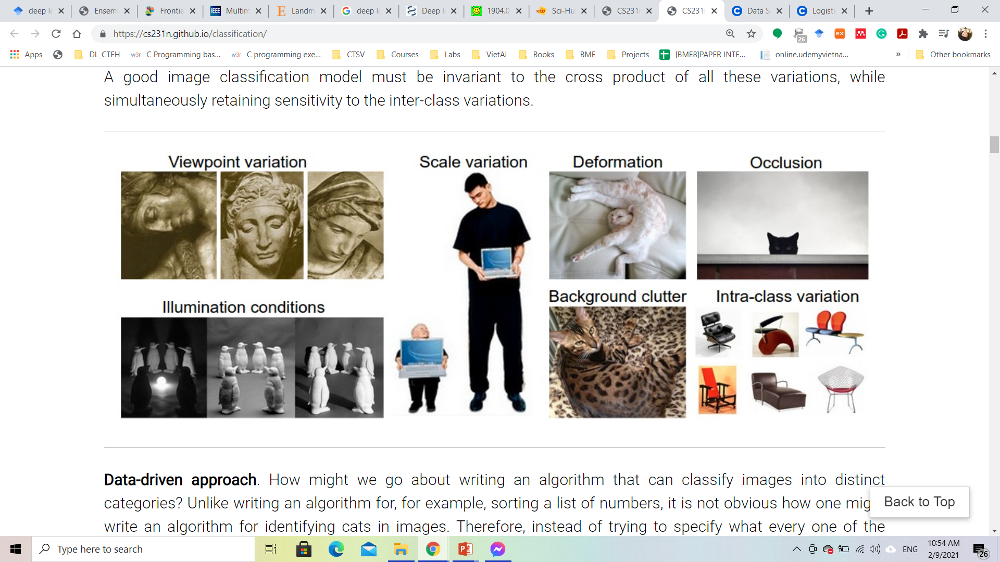 deep le
Ensem
Frontie
IEEE
Multim
E
Landm
deep le
Deep l
1904.0
Sci-Hu
CS231
CS231
Data S
Logisti
https://cs231n.github.io/classification/
26
EX
Apps
DL_CTEH
w3r
C Programming bas...
w3r
C programming exe...
CTSV
Courses
Labs
VietAI
Books
BME
Projects
[BME8]PAPER INTE...
online.udemyvietna...
»
Other bookmarks
A good image classification model must be invariant to the cross product of all these variations, while
simultaneously retaining sensitivity to the inter-class variations.
Viewpoint variation
Scale variation
Deformation
Occlusion
Illumination conditions
Background clutter
Intra-class variation
Data-driven approach. How might we go about writing an algorithm that can classify images into distinct
categories? Unlike writing an algorithm for, for example, sorting a list of numbers, it is not obvious how one mig
write an algorithm for identifying cats in images. Therefore, instead of trying to specify what every one of the
Back to Top
Type here to search
ENG
10:54 AM
2/9/2021
26